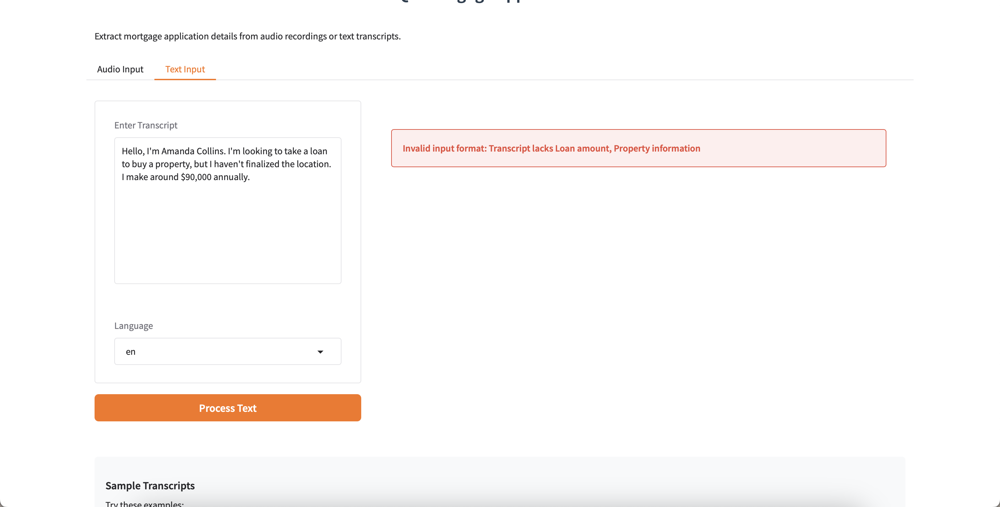 Extract mortgage application details from audio recordings or text transcripts.
Audio Input
Text Input
Enter Transcript
Hello, I'm Amanda Collins. I'm looking to take a loan
to buy a property, but I haven't finalized the location.
I make around $90,000 annually.
Invalid input format: Transcript lacks Loan amount, Property information
Language
en
Process Text
Sample Transcripts
Try these examples: